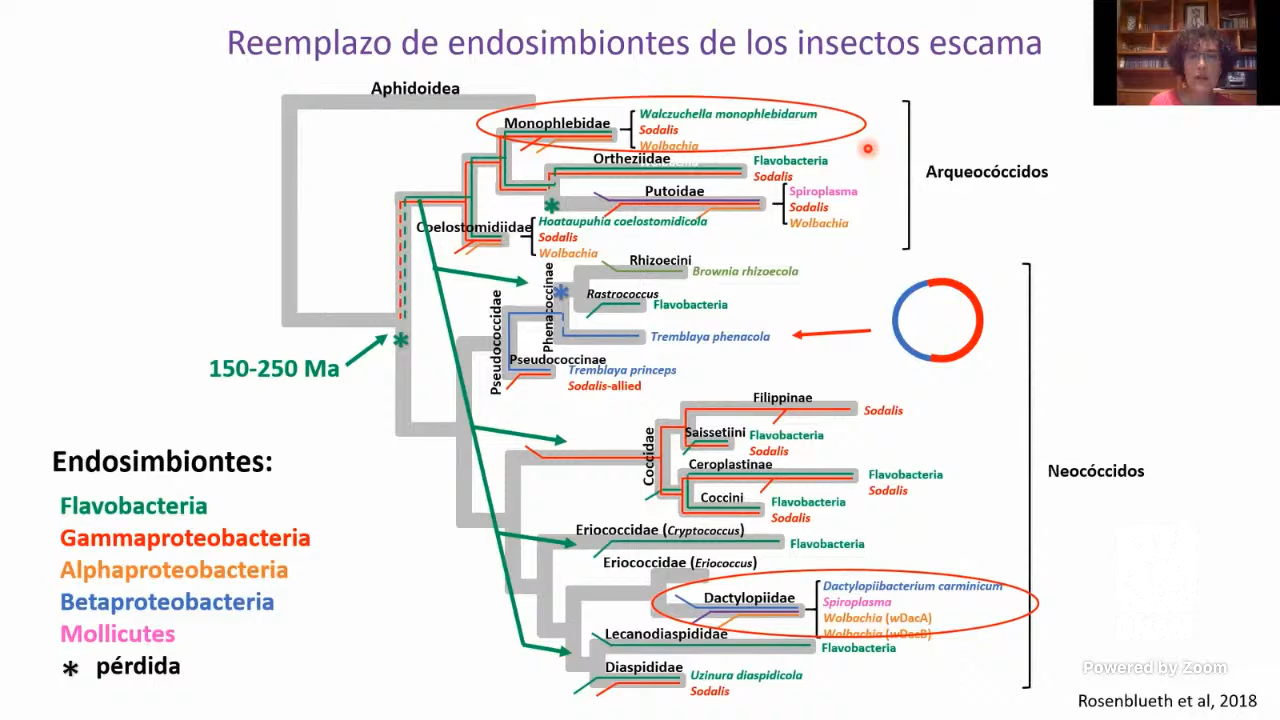 Reemplazo de endosimbiontes de los insectos escama
Aphidoidea
Monophlebidae
Walczuchella monophlebidarum
Sodalis
Wolbachia
Ortheziidae
Flavobacteria
Sodalis
Putoidae
Spiroplasma
Sodalis
Wolbachia
Arqueocóccidos
Coelostomidiidae
Hoataupuhia coelostomidicola
Sodalis
Wolbachia
Rhizoecini
Brownia rhizoecola
Rastrococcus
Flavobacteria
Phenacoccinae
Pseudococcidae
Tremblaya phenacola
Pseudococcinae
Tremblaya princeps
Sodalis-allied
150-250 Ma
Filippinae
Sodalis
Saissetiini
Flavobacteria
Sodalis
Coccidae
Ceroplastinae
Flavobacteria
Sodalis
Coccini
Flavobacteria
Sodalis
Neocóccidos
Eriococcidae (Cryptococcus)
Flavobacteria
Eriococcidae (Eriococcus)
Dactylopiidae
Dactylopiibacterium carminicum
Spiroplasma
Wolbachia (wDacA)
Wolbachia (wDacB)
Lecanodiaspididae
Flavobacteria
Diaspididae
Uzinura diaspidicola
Sodalis
Endosimbiontes:
Flavobacteria
Gammaproteobacteria
Alphaproteobacteria
Betaproteobacteria
Mollicutes
* pérdida
Powered by Zoom
Rosenblueth et al, 2018